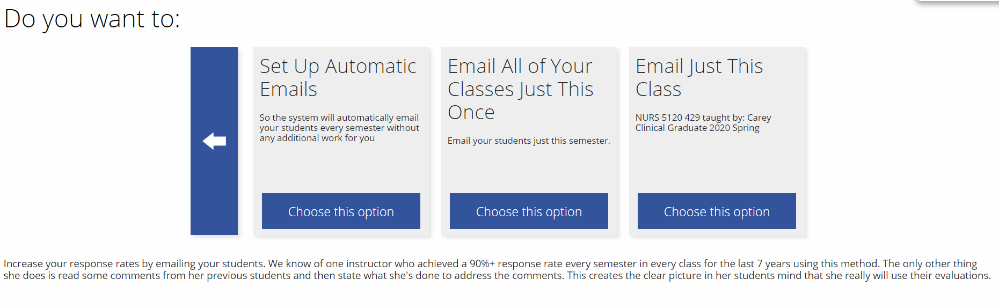 Do you want to:
Set Up Automatic
Emails
So the system will automatically email
your students every semester without
any additional work for you
Choose this option
Email All of Your
Classes Just This
Once
Email your students just this semester.
Choose this option
Email Just This
Class
NURS 5120 429 taught by: Carey
Clinical Graduate 2020 Spring
Choose this option
Increase your response rates by emailing your students. We know of one instructor who achieved a 90%+ response rate every semester in every class for the last 7 years using this method. The only other thing
she does is read some comments from her previous students and then state what she's done to address the comments. This creates the clear picture in her students mind that she really will use their evaluations.